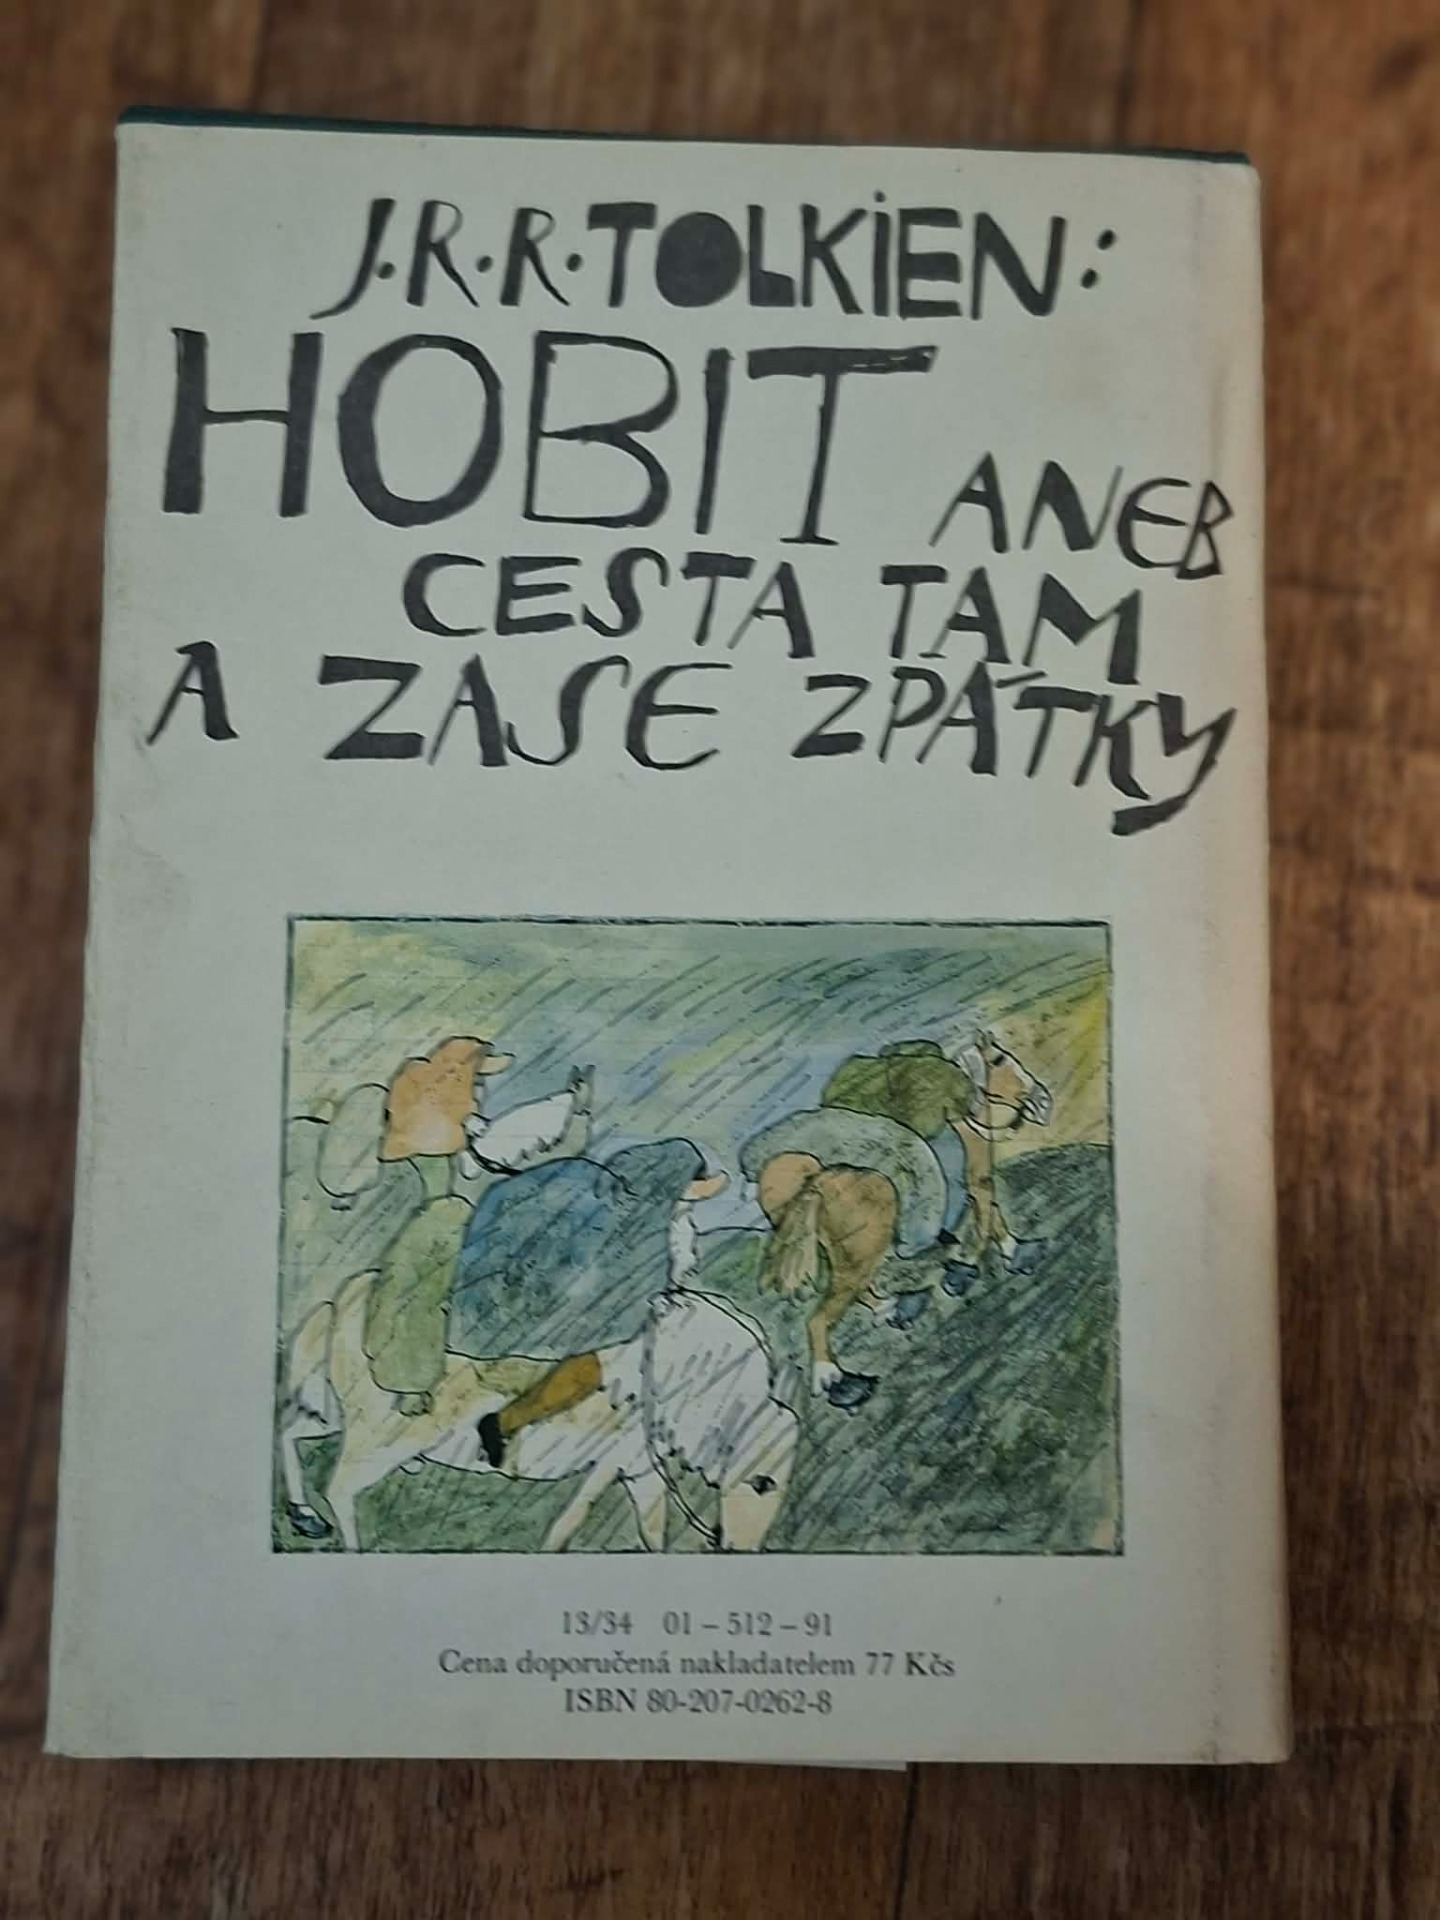 J.R.R. TOLKIEN:
HOBIT ANEB
CESTA TAM
A ZASE ZPÁTKY
13/34 01 – 512 – 91
Cena doporučená nakladatelem 77 Kčs
ISBN 80-207-0262-8